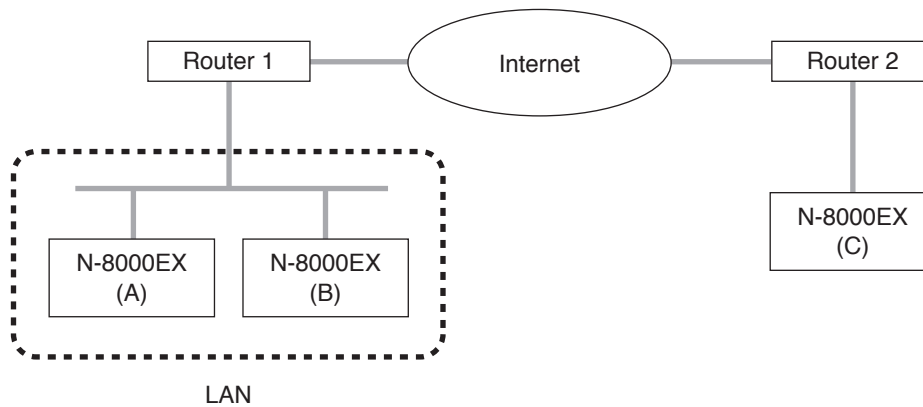 Router 1
Internet
Router 2
N-8000EX
(A)
N-8000EX
(B)
N-8000EX
(C)
LAN